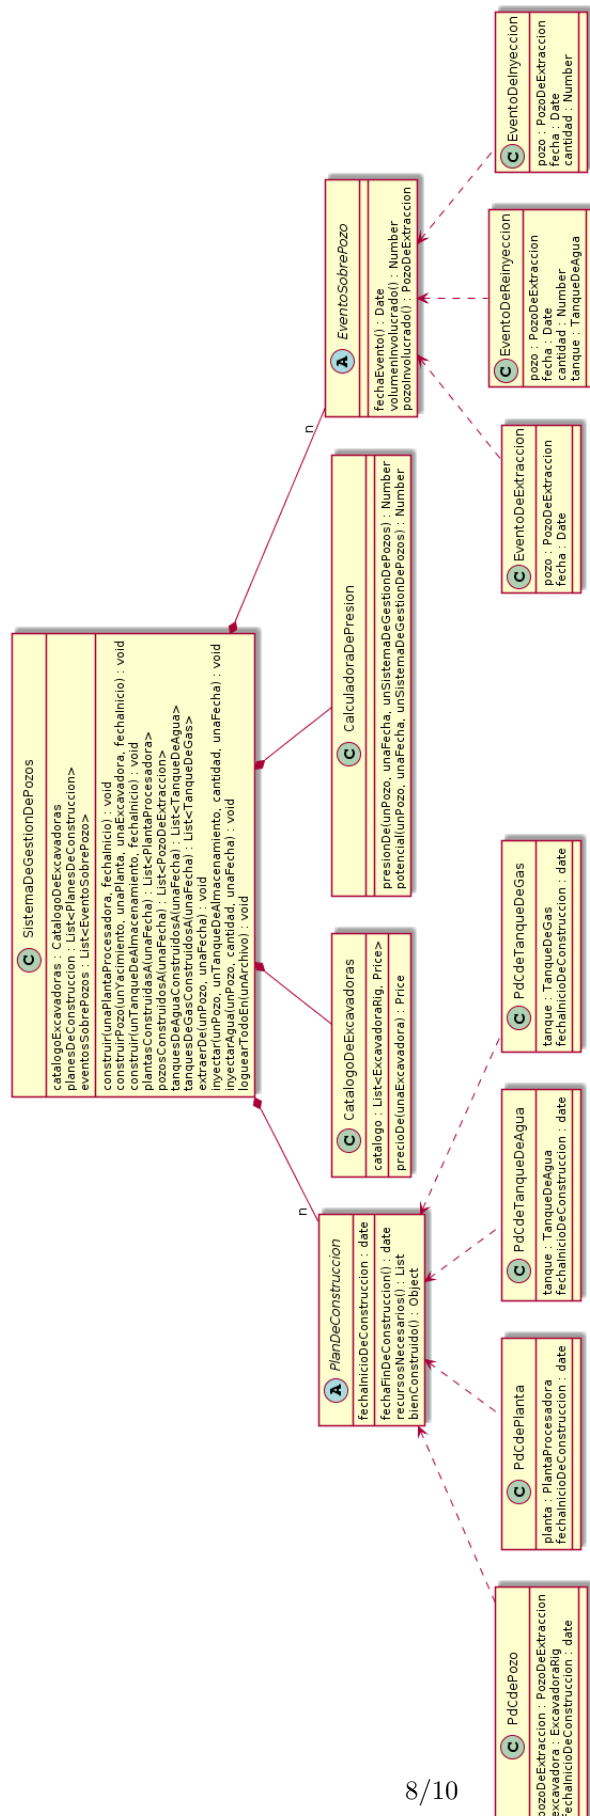 C SistemaDeGestionDePozos
catalogoExcavadoras : CatalogoDeExcavadoras
planesDeConstruccion : List<PlanesDeConstruccion>
eventosSobrePozos : List<EventoSobrePozo>
construir(unaPlantaProcesadora, fechaInicio) : void
construirPozo(unYacimiento, unaPlanta, unaExcavadora, fechaInicio) : void
construir(unTanqueDeAlmacenamiento, fechaInicio) : void
plantasConstruidasA(unaFecha) : List<PlantaProcesadora>
pozosConstruidosA(unaFecha) : List<PozoDeExtraccion>
tanquesDeAguaConstruidosA(unaFecha) : List<TanqueDeAgua>
tanquesDeGasConstruidosA(unaFecha) : List<TanqueDeGas>
extraerDe(unPozo, unaFecha) : void
inyectar(unPozo, unTanqueDeAlmacenamiento, cantidad, unaFecha) : void
inyectarAgua(unPozo, cantidad, unaFecha) : void
loguearTodoEn(unArchivo) : void
n
n
A PlanDeConstruccion
fechaInicioDeConstruccion : date
fechaFinDeConstruccion() : date
recursosNecesarios() : List
bienConstruido() : Object
C CatalogoDeExcavadoras
catalogo : List<ExcavadoraRig, Price>
precioDe(unaExcavadora) : Price
C CalculadoraDePresion
presionDe(unPozo, unaFecha, unSistemaDeGestionDePozos) : Number
potencial(unPozo, unaFecha, unSistemaDeGestionDePozos) : Number
A EventoSobrePozo
fechaEvento() : Date
volumenInvolucrado() : Number
pozoInvolucrado() : PozoDeExtraccion
C PdCdePozo
pozoDeExtraccion : PozoDeExtraccion
excavadora : ExcavadoraRig
fechaInicioDeConstruccion : date
C PdCdePlanta
planta : PlantaProcesadora
fechaInicioDeConstruccion : date
C PdCdeTanqueDeAgua
tanque : TanqueDeAgua
fechaInicioDeConstruccion : date
C PdCdeTanqueDeGas
tanque : TanqueDeGas
fechaInicioDeConstruccion : date
C EventoDeExtraccion
pozo : PozoDeExtraccion
fecha : Date
C EventoDeReInyeccion
pozo : PozoDeExtraccion
fecha : Date
cantidad : Number
tanque : TanqueDeAgua
C EventoDeInyeccion
pozo : PozoDeExtraccion
fecha : Date
cantidad : Number
8/10